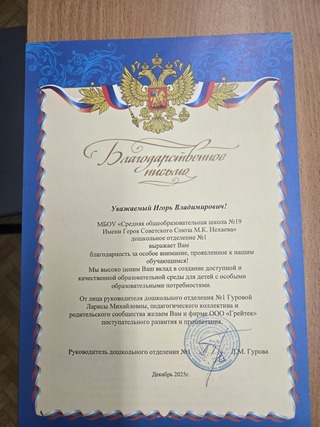 Благодарственное
письмо
Уважаемый Игорь Владимирович!
МБОУ «Средняя общеобразовательная школа №19
Имени Героя Советского Союза М.К. Нехаева»
дошкольное отделение №1
выражает Вам
благодарность за особое внимание, проявленное к нашим
обучающимся!
Мы высоко ценим Ваш вклад в создание доступной и
качественной образовательной среды для детей с особыми
образовательными потребностями.
От лица руководителя дошкольного отделения №1 Гуровой
Ларисы Михайловны, педагогического коллектива и
родительского сообщества желаем Вам и фирме ООО «Грейтек»
поступательного развития и процветания.
Руководитель дошкольного отделения №1 Л.М. Гурова
Декабрь 2025г.